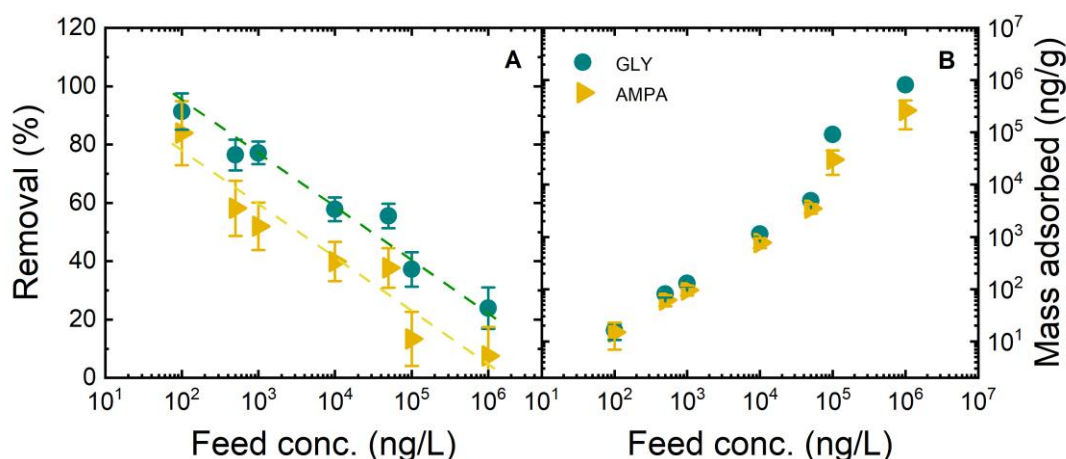 120
100
80
60
40
20
0
Removal (%)
A
10¹ 10² 10³ 10⁴ 10⁵ 10⁶
Feed conc. (ng/L)
GLY
AMPA
B
10¹ 10² 10³ 10⁴ 10⁵ 10⁶ 10⁷
Feed conc. (ng/L)
10⁷
10⁶
10⁵
10⁴
10³
10²
10¹
Mass adsorbed (ng/g)